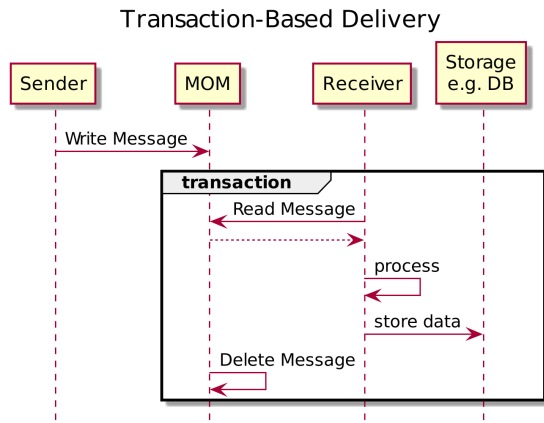 Transaction-Based Delivery
Sender
MOM
Receiver
Storage
e.g. DB
Write Message
transaction
Read Message
process
store data
Delete Message